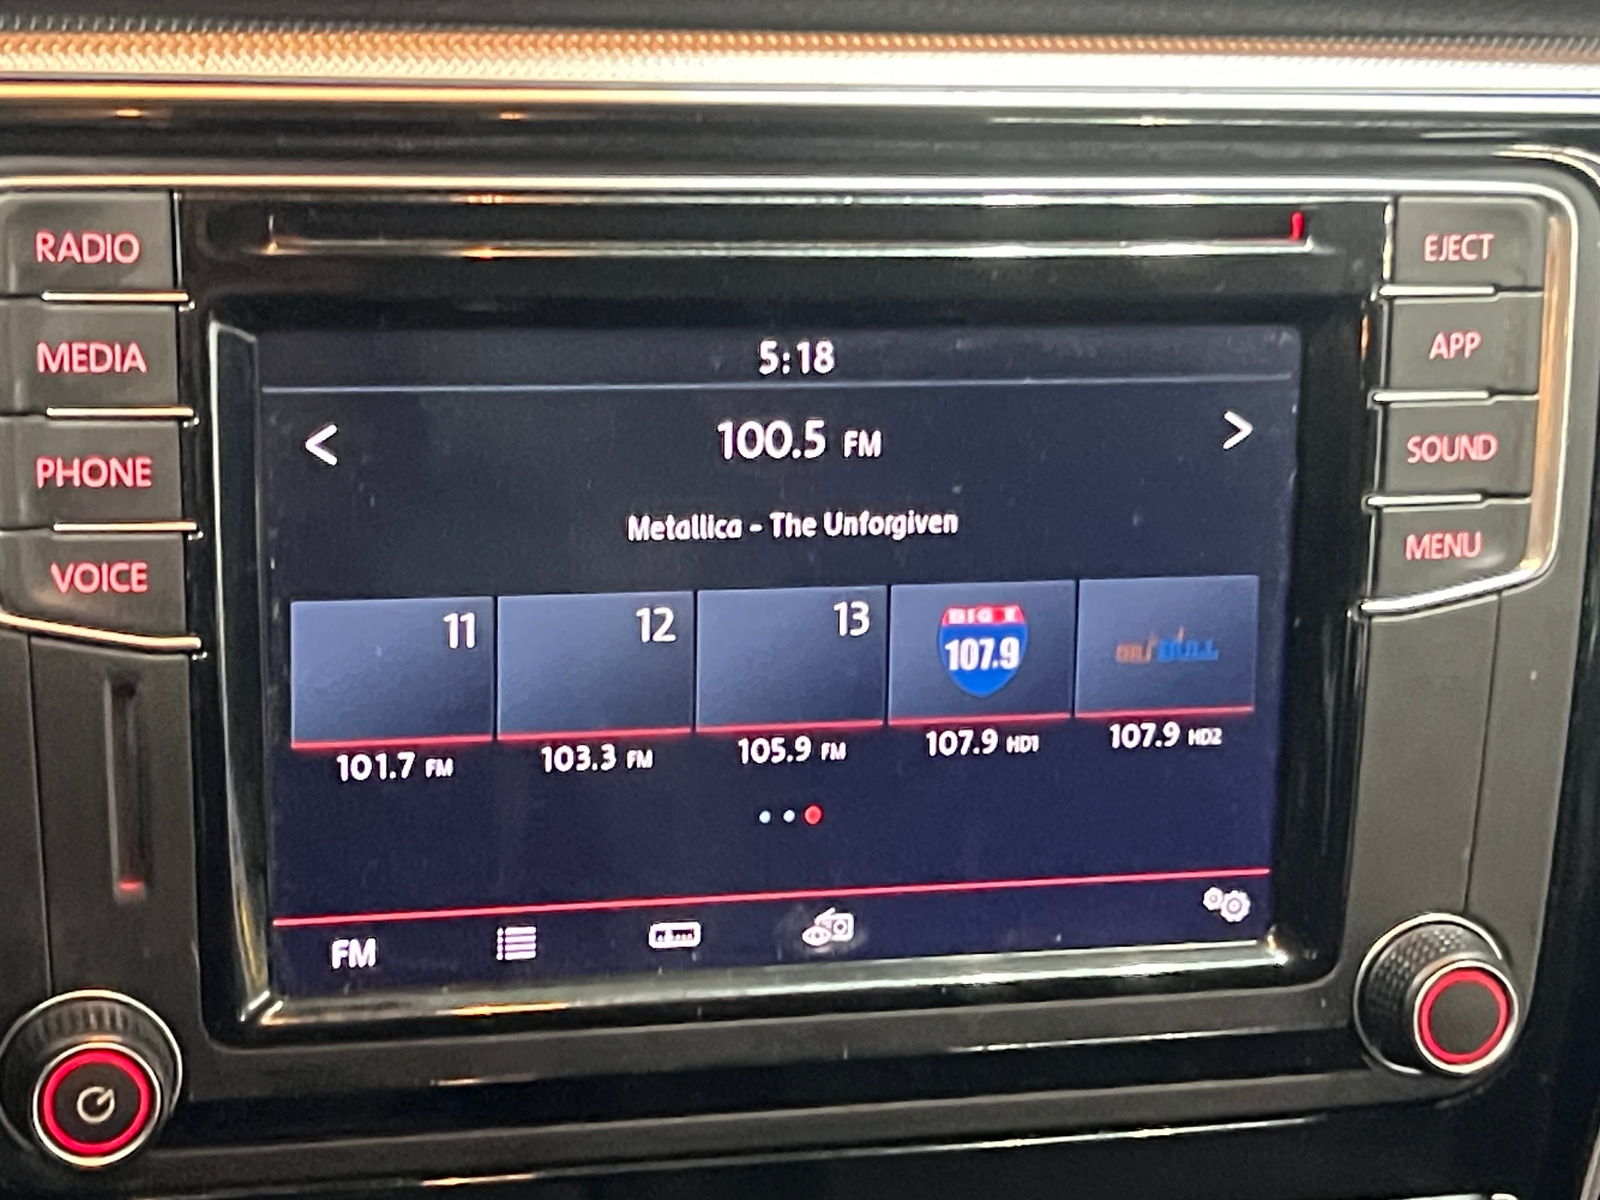 RADIO
MEDIA
PHONE
VOICE
EJECT
APP
SOUND
MENU
5:18
< 100.5 FM >
Metallica - The Unforgiven
11 12 13 BIG I 107.9
101.7 FM 103.3 FM 105.9 FM 107.9 HD1 107.9 HD2
FM